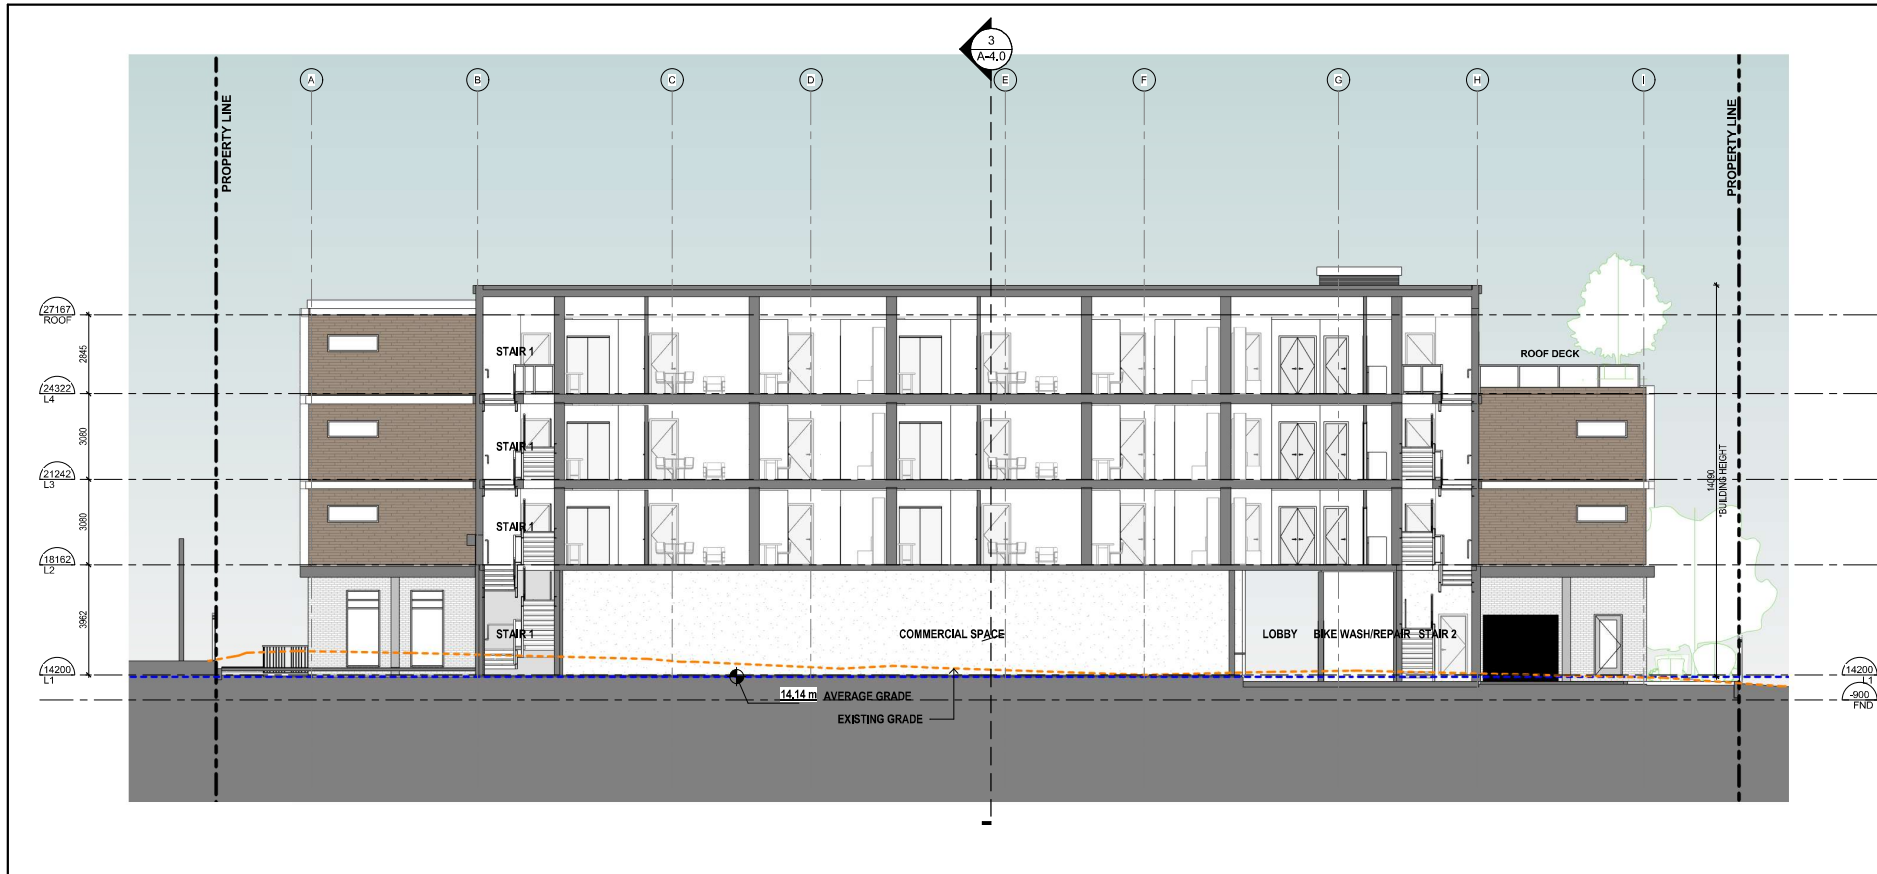 3
A-4.0
A
B
C
D
E
F
G
H
I
PROPERTY LINE
PROPERTY LINE
27167
ROOF
2845
24322
L4
3080
21242
L3
3080
18162
L2
3962
14200
L1
STAIR 1
STAIR 1
STAIR 1
STAIR 1
ROOF DECK
14090
*BUILDING HEIGHT
COMMERCIAL SPACE
LOBBY
BIKE WASH/REPAIR
STAIR 2
14.14 m AVERAGE GRADE
EXISTING GRADE
14200
L1
-900
FND